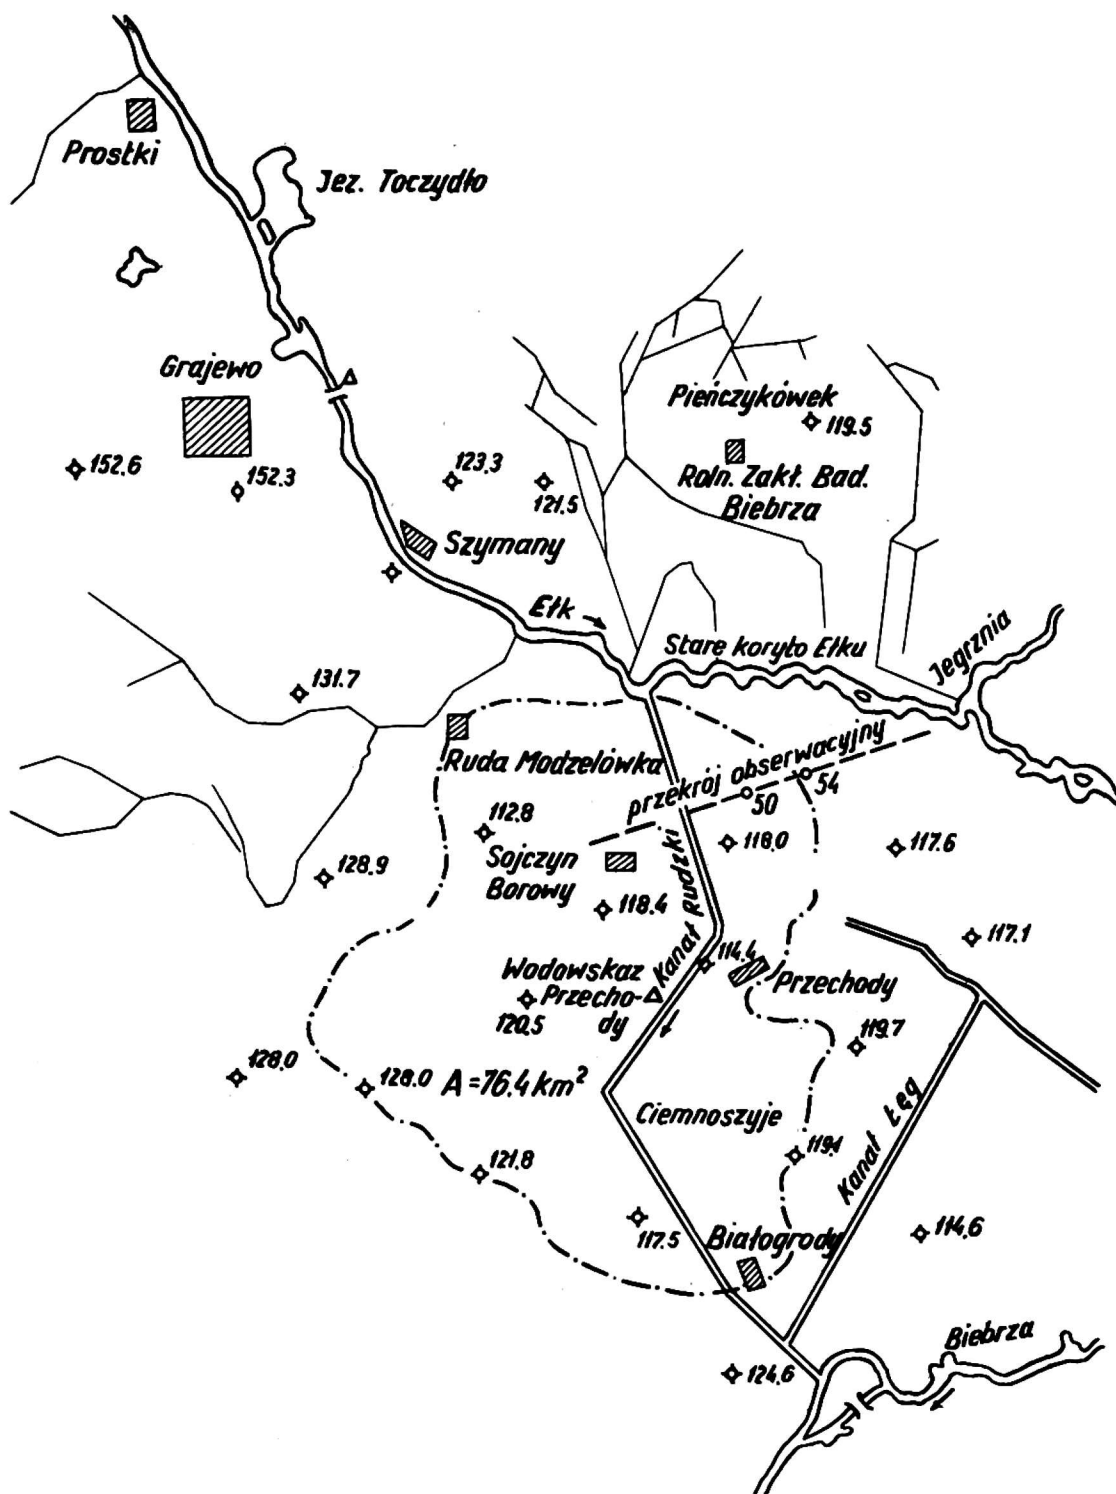 Prostki
Jez. Toczydło
Grajewo
Pieńczykówek
119.5
152.6
152.3
123.3
121.5
Roln. Zakł. Bad.
Biebrza
Szymany
Ełk
Stare koryto Ełku
Jegrznia
131.7
Ruda Modzelówka
przekrój obserwacyjny
54
50
112.8
118.0
117.6
Sojczyn
Borowy
128.9
118.4
Kanał Rudzki
117.1
114.4
Wodowskaz
Przecho-
dy
120.5
Przechody
119.7
128.0
128.0
A = 76.4 km²
Ciemnoszyje
119.1
Kanał Łęg
121.8
117.5
Białogrody
114.6
Biebrza
124.6